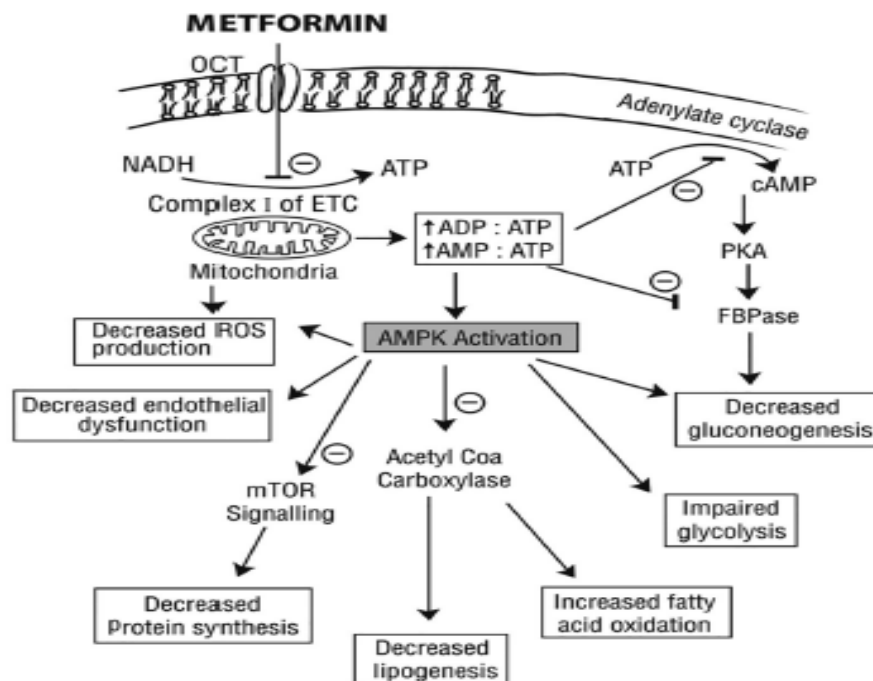 METFORMIN
OCT
Adenylate cyclase
NADH
ATP
ATP
cAMP
Complex I of ETC
↑ADP : ATP
↑AMP : ATP
Mitochondria
PKA
FBPase
Decreased ROS
production
AMPK Activation
Decreased endothelial
dysfunction
Decreased
gluconeogenesis
Acetyl Coa
Carboxylase
mTOR
Signalling
Impaired
glycolysis
Decreased
Protein synthesis
Increased fatty
acid oxidation
Decreased
lipogenesis